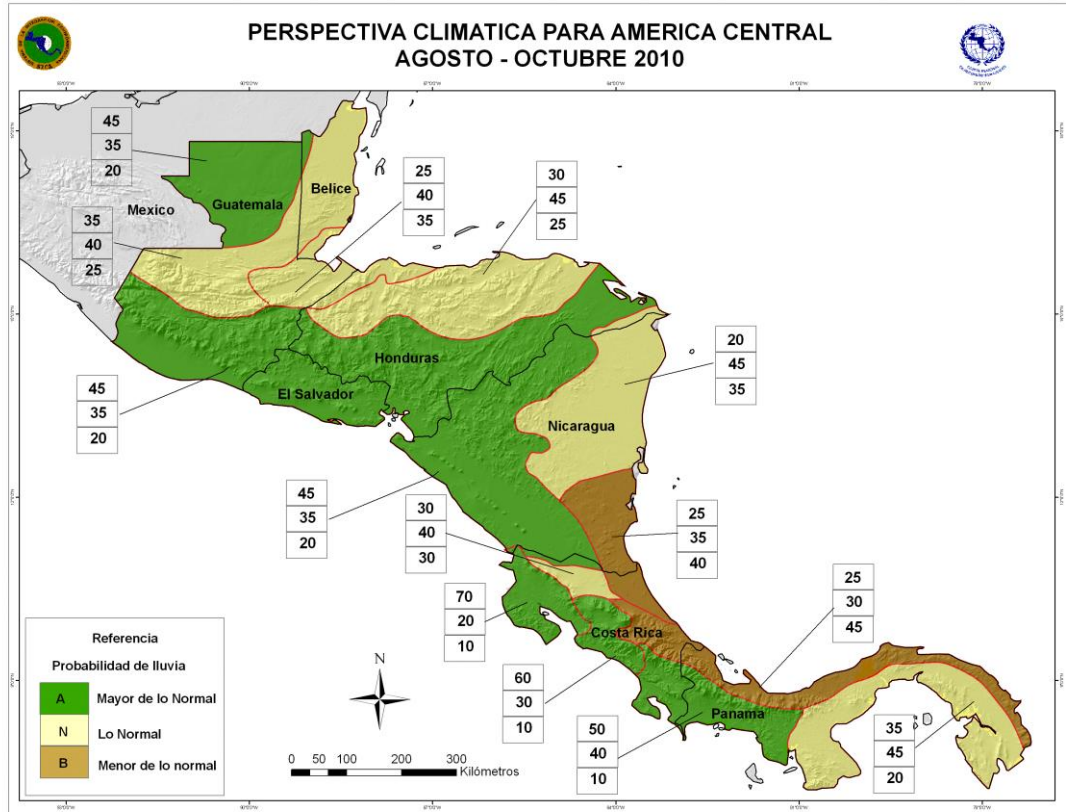 PERSPECTIVA CLIMATICA PARA AMERICA CENTRAL
AGOSTO - OCTUBRE 2010
45
35
20
Mexico
Guatemala
Belice
25
40
35
30
45
25
35
40
25
Honduras
El Salvador
Nicaragua
20
45
35
45
35
20
45
35
20
30
40
30
25
35
40
70
20
10
Costa Rica
25
30
45
60
30
10
50
40
10
Panama
35
45
20
N
0 50 100 200 300
Kilómetros
Referencia
Probabilidad de lluvia
A Mayor de lo Normal
N Lo Normal
B Menor de lo normal